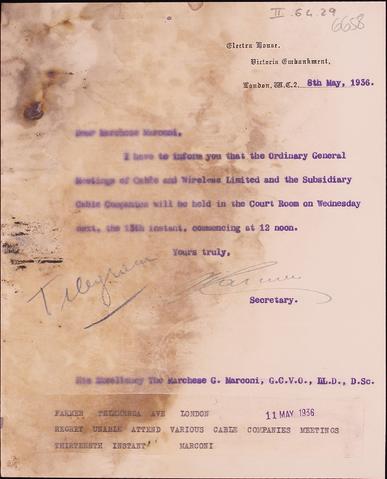 II.64.29
6658
Electra House,
Victoria Embankment,
London, W.C.2. 8th May, 1936.
Dear Marchese Marconi,
I have to inform you that the Ordinary General
Meetings of Cable and Wireless Limited and the Subsidiary
Cable Companies will be held in the Court Room on Wednesday
next, the 13th instant, commencing at 12 noon.
Yours truly,
Telegram
Secretary.
His Excellency The Marchese G. Marconi, G.C.V.O., LL.D., D.Sc.
FARMER TELCONSA AVE LONDON 11 MAY 1936
REGRET UNABLE ATTEND VARIOUS CABLE COMPANIES MEETINGS
THIRTEENTH INSTANT MARCONI